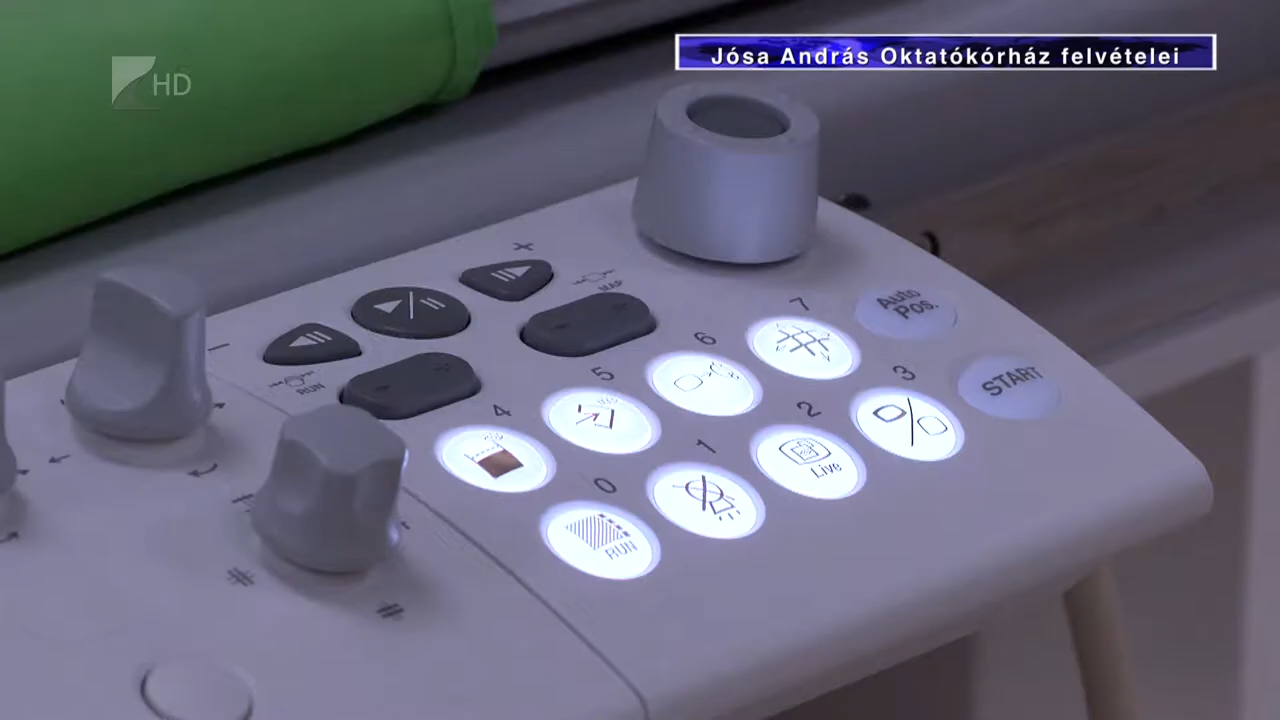 HD
Jósa András Oktatókórház felvételei
+
MAP
−
RUN
7
Auto
Pos.
6
5
3
START
4
2
Live
1
0
RUN